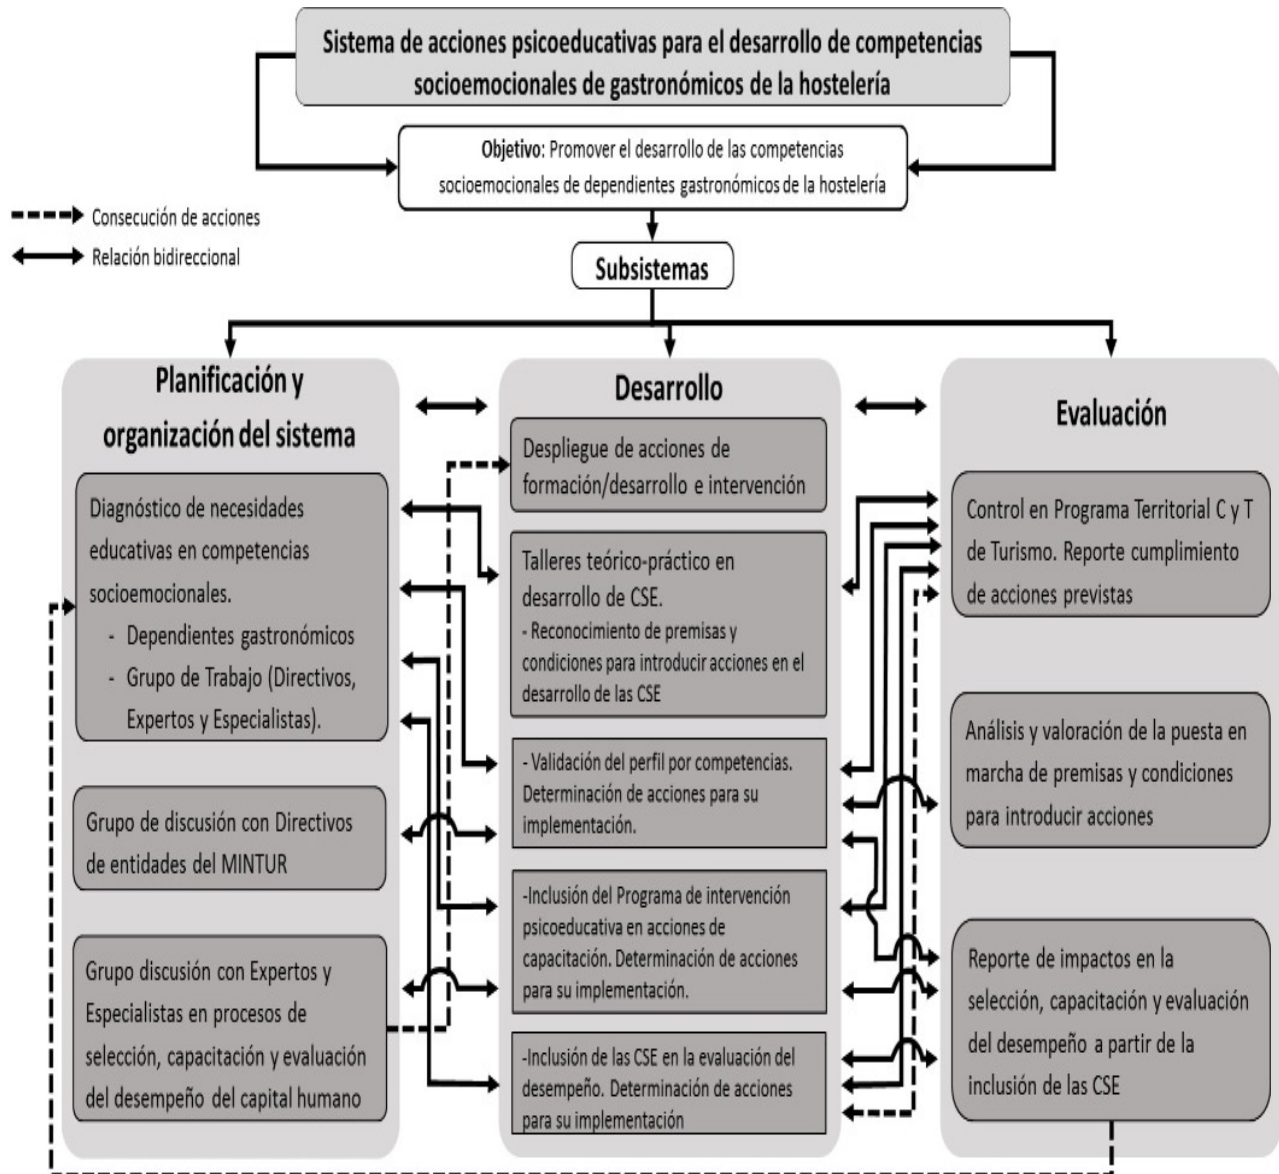 Sistema de acciones psicoeducativas para el desarrollo de competencias
socioemocionales de gastronómicos de la hostelería
Objetivo: Promover el desarrollo de las competencias
socioemocionales de dependientes gastronómicos de la hostelería
Consecución de acciones
Relación bidireccional
Subsistemas
Planificación y
organización del sistema
Diagnóstico de necesidades
educativas en competencias
socioemocionales.
- Dependientes gastronómicos
- Grupo de Trabajo (Directivos,
Expertos y Especialistas).
Grupo de discusión con Directivos
de entidades del MINTUR
Grupo discusión con Expertos y
Especialistas en procesos de
selección, capacitación y evaluación
del desempeño del capital humano
Desarrollo
Despliegue de acciones de
formación/desarrollo e intervención
Talleres teórico-práctico en
desarrollo de CSE.
- Reconocimiento de premisas y
condiciones para introducir acciones en el
desarrollo de las CSE
- Validación del perfil por competencias.
Determinación de acciones para su
implementación.
-Inclusión del Programa de intervención
psicoeducativa en acciones de
capacitación. Determinación de acciones
para su implementación.
-Inclusión de las CSE en la evaluación del
desempeño. Determinación de acciones
para su implementación
Evaluación
Control en Programa Territorial C y T
de Turismo. Reporte cumplimiento
de acciones previstas
Análisis y valoración de la puesta en
marcha de premisas y condiciones
para introducir acciones
Reporte de impactos en la
selección, capacitación y evaluación
del desempeño a partir de la
inclusión de las CSE